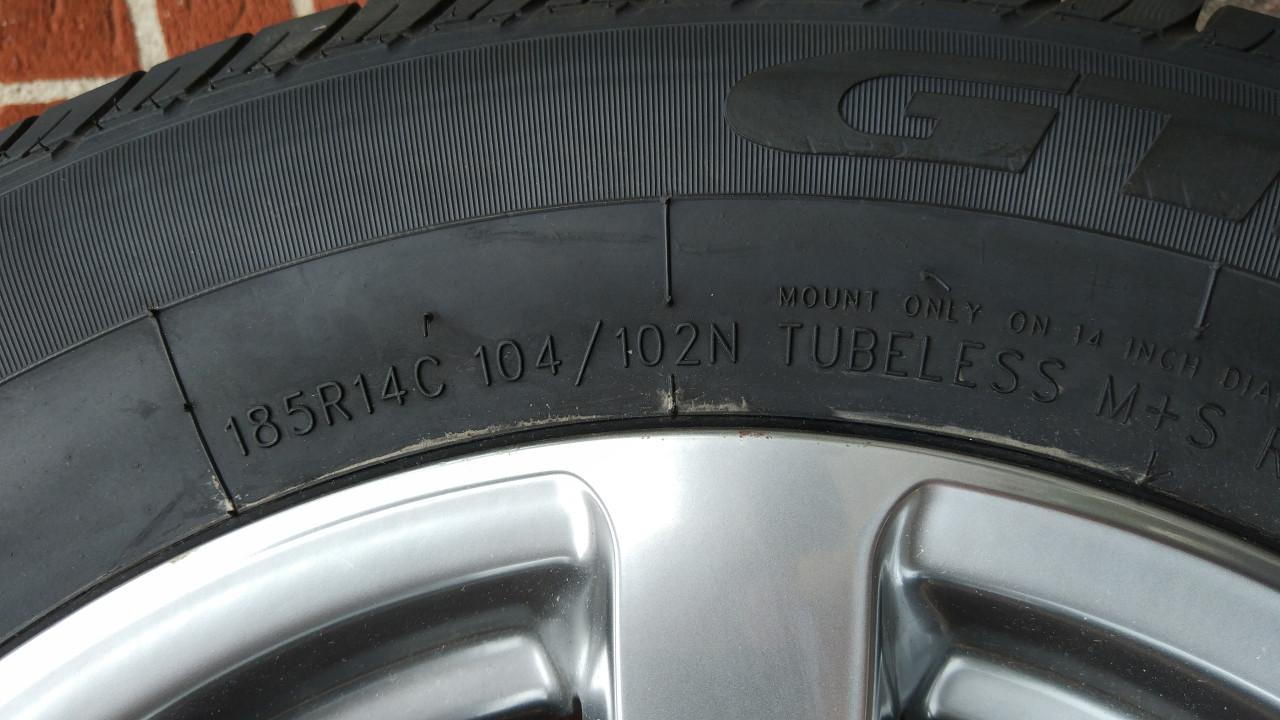 GT
MOUNT ONLY ON 14 INCH
185R14C 104/102N TUBELESS M+S